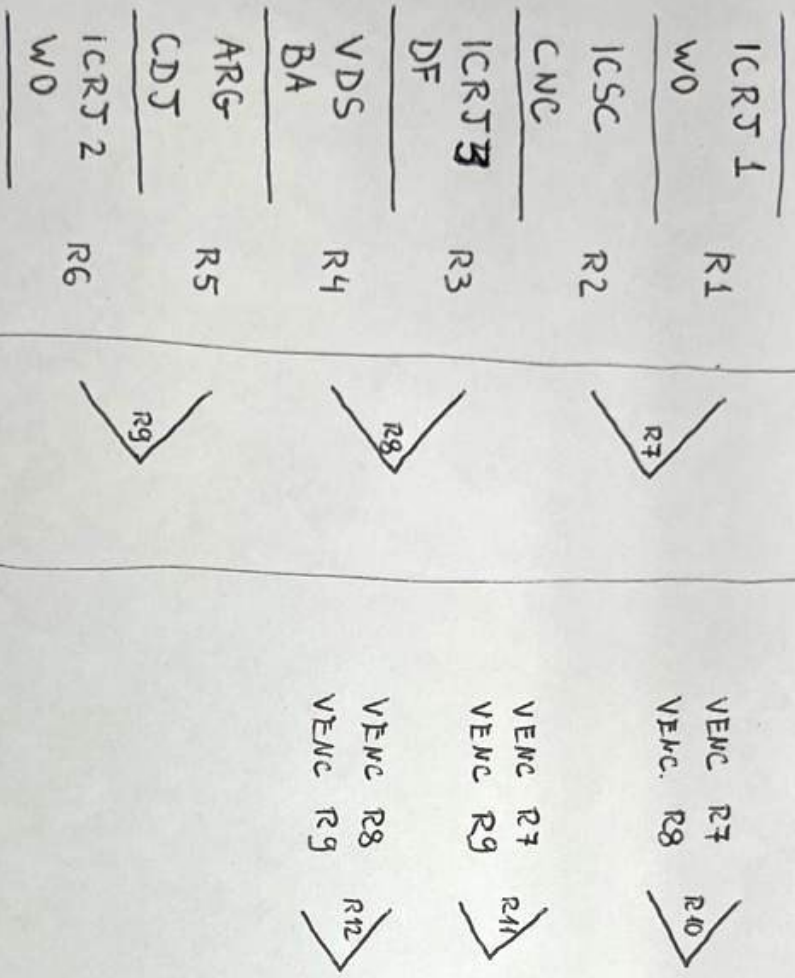 ICRJ 1
WO
R1
ICSC
CNC
R2
ICRJ 3
DF
R3
VDS
BA
R4
ARG
CDJ
R5
ICRJ 2
WO
R6
R7
R8
R9
VENC R7
VENC. R8
R10
VENC R7
VENC R9
R11
VENC R8
VENC R9
R12